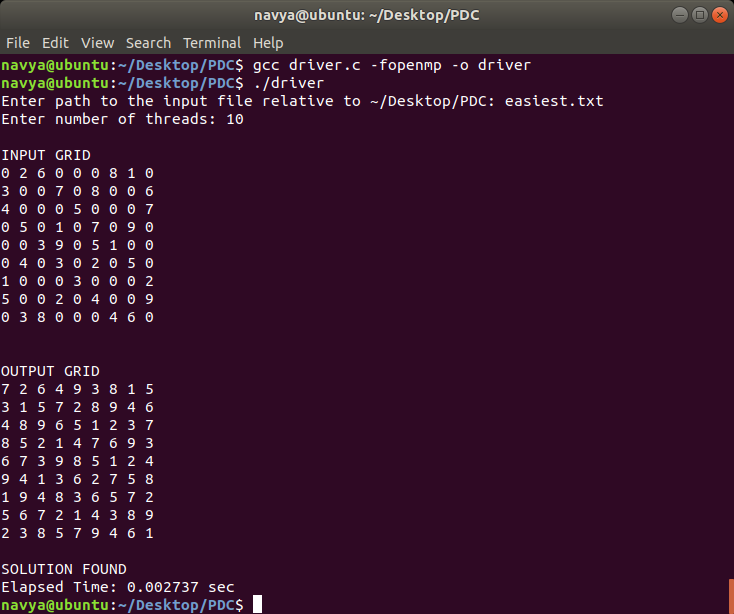 navya@ubuntu: ~/Desktop/PDC
File Edit View Search Terminal Help
navya@ubuntu:~/Desktop/PDC$ gcc driver.c -fopenmp -o driver
navya@ubuntu:~/Desktop/PDC$ ./driver
Enter path to the input file relative to ~/Desktop/PDC: easiest.txt
Enter number of threads: 10
INPUT GRID
0 2 6 0 0 0 8 1 0
3 0 0 7 0 8 0 0 6
4 0 0 0 5 0 0 0 7
0 5 0 1 0 7 0 9 0
0 0 3 9 0 5 1 0 0
0 4 0 3 0 2 0 5 0
1 0 0 0 3 0 0 0 2
5 0 0 2 0 4 0 0 9
0 3 8 0 0 0 4 6 0
OUTPUT GRID
7 2 6 4 9 3 8 1 5
3 1 5 7 2 8 9 4 6
4 8 9 6 5 1 2 3 7
8 5 2 1 4 7 6 9 3
6 7 3 9 8 5 1 2 4
9 4 1 3 6 2 7 5 8
1 9 4 8 3 6 5 7 2
5 6 7 2 1 4 3 8 9
2 3 8 5 7 9 4 6 1
SOLUTION FOUND
Elapsed Time: 0.002737 sec
navya@ubuntu:~/Desktop/PDC$